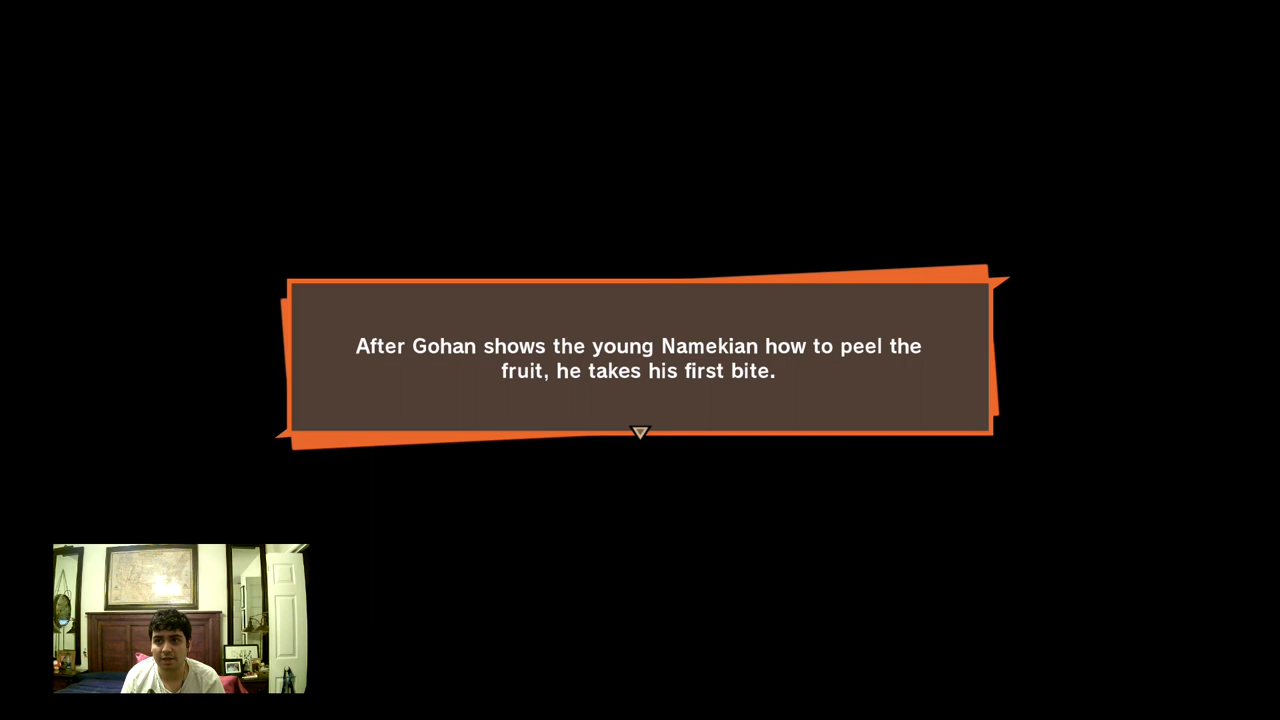 After Gohan shows the young Namekian how to peel the
fruit, he takes his first bite.